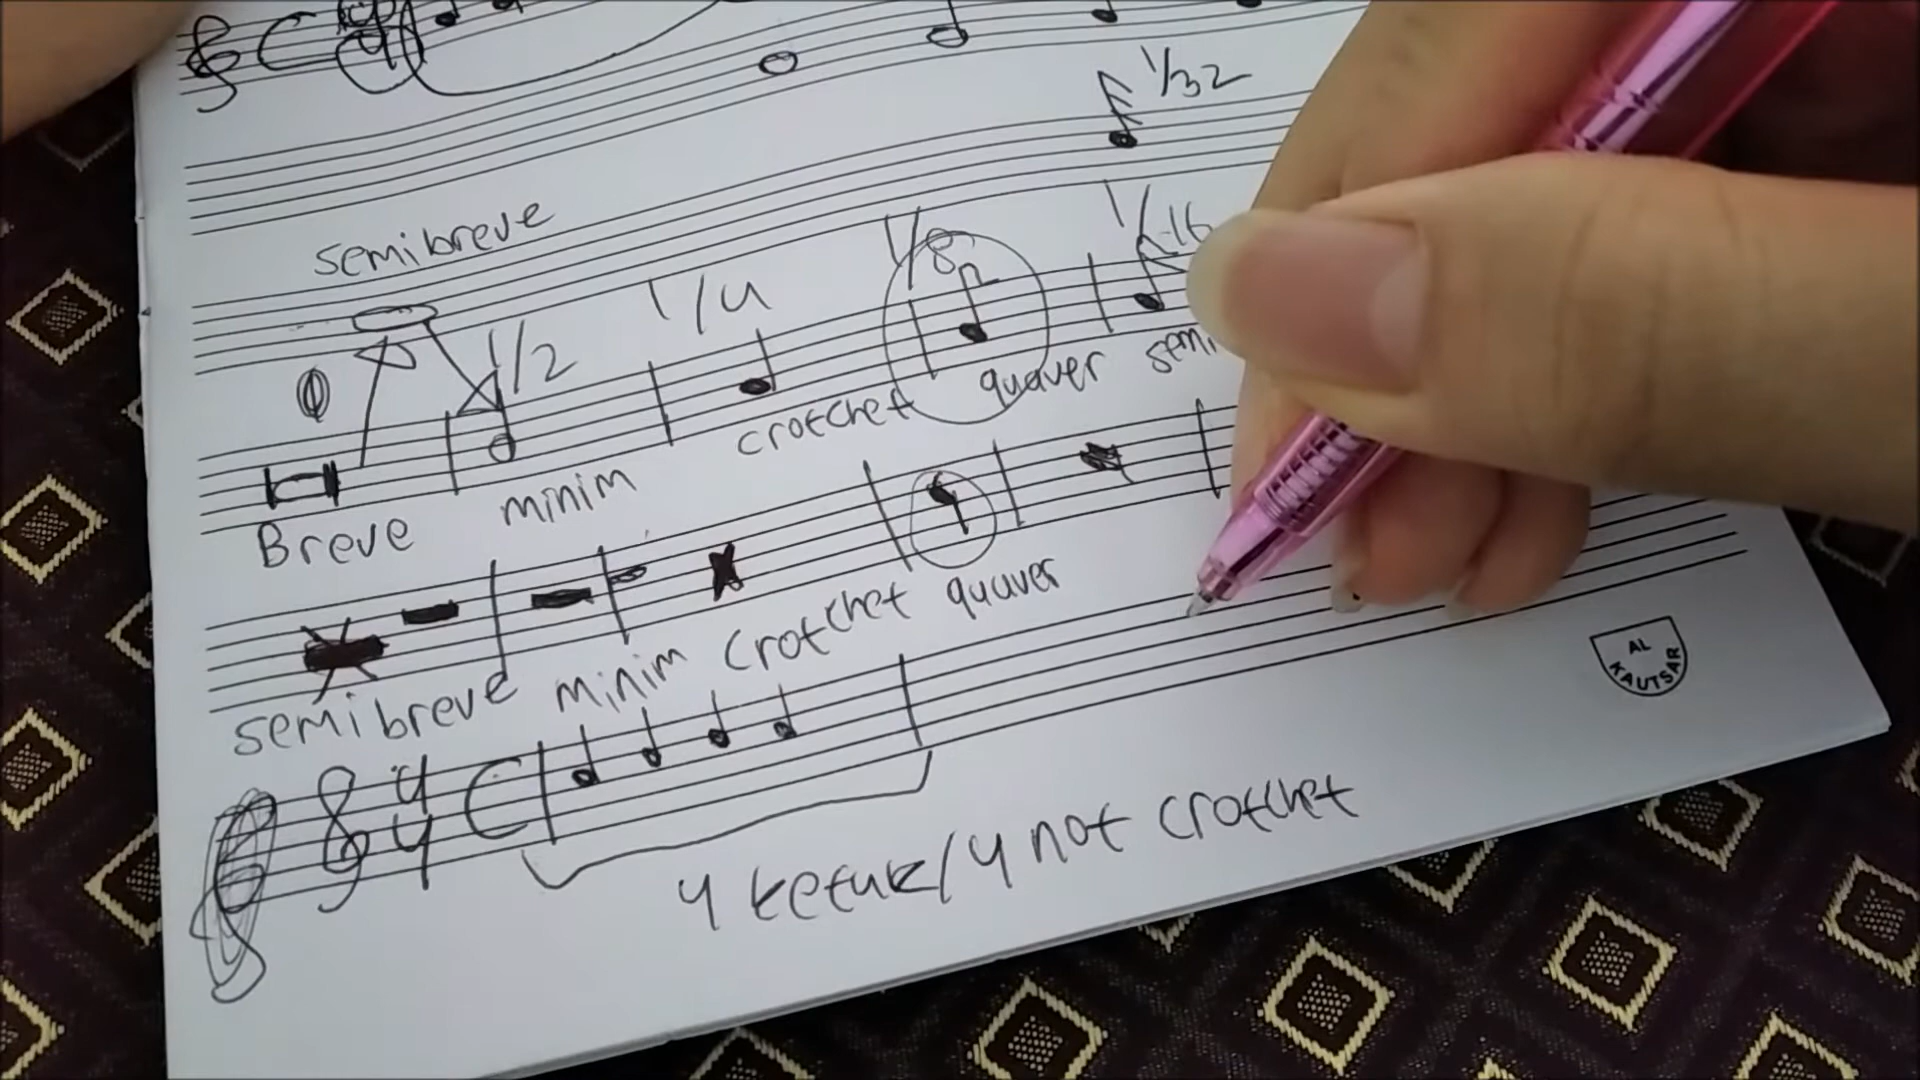 1/32
semibreve
1/2 1/4 1/8 1/16
Breve minim crotchet quaver semi
semibreve minim crotchet quaver
4
4
4 ketuk/4 not crotchet
AL
KAUTSAR